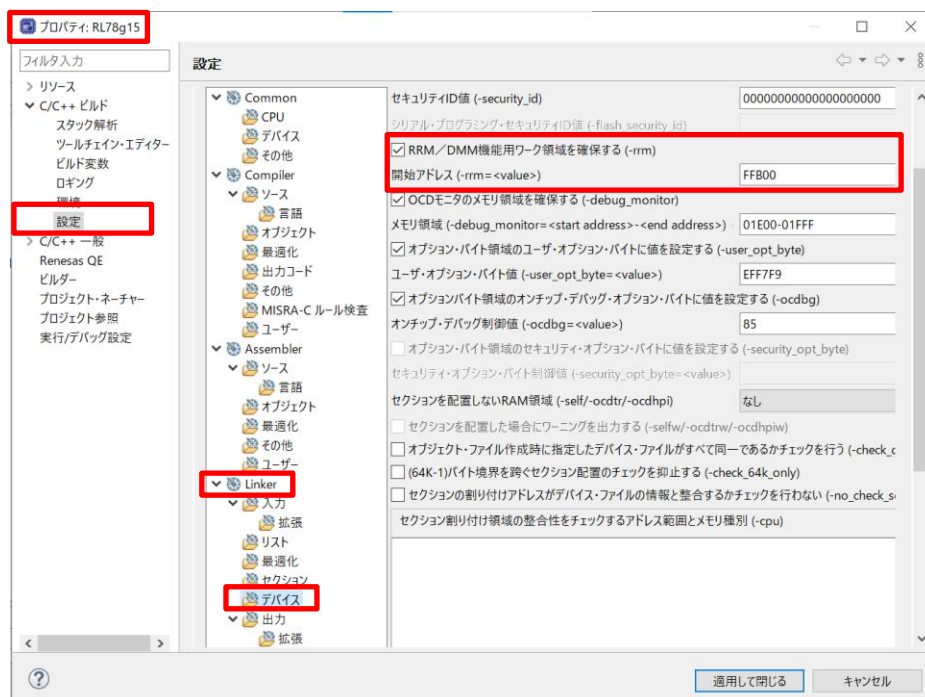 プロパティ: RL78g15
フィルタ入力
設定
リソース
C/C++ ビルド
スタック解析
ツールチェイン・エディター
ビルド変数
ロギング
環境
設定
C/C++ 一般
Renesas QE
ビルダー
プロジェクト・ネーチャー
プロジェクト参照
実行/デバッグ設定
Common
CPU
デバイス
その他
Compiler
ソース
言語
オブジェクト
最適化
出力コード
その他
MISRA-C ルール検査
ユーザー
Assembler
ソース
言語
オブジェクト
最適化
その他
ユーザー
Linker
入力
拡張
リスト
最適化
セクション
デバイス
出力
拡張
セキュリティID値 (-security_id) 00000000000000000000
シリアル・プログラミング・セキュリティID値 (-flash_security_id)
RRM/DMM機能用ワーク領域を確保する (-rrm)
開始アドレス (-rrm=<value>) FFB00
OCDモニタのメモリ領域を確保する (-debug_monitor)
メモリ領域 (-debug_monitor=<start address>-<end address>) 01E00-01FFF
オプション・バイト領域のユーザ・オプション・バイトに値を設定する (-user_opt_byte)
ユーザ・オプション・バイト値 (-user_opt_byte=<value>) EFF7F9
オプションバイト領域のオンチップ・デバッグ・オプション・バイトに値を設定する (-ocdbg)
オンチップ・デバッグ制御値 (-ocdbg=<value>) 85
オプション・バイト領域のセキュリティ・オプション・バイトに値を設定する (-security_opt_byte)
セキュリティ・オプション・バイト制御値 (-security_opt_byte=<value>)
セクションを配置しないRAM領域 (-self/-ocdtr/-ocdhpi) なし
セクションを配置した場合にワーニングを出力する (-selfw/-ocdtrw/-ocdhpiw)
オブジェクト・ファイル作成時に指定したデバイス・ファイルがすべて同一であるかチェックを行う (-check_c
(64K-1)バイト境界を跨ぐセクション配置のチェックを抑止する (-check_64k_only)
セクションの割り付けアドレスがデバイス・ファイルの情報と整合するかチェックを行わない (-no_check_s
セクション割り付け領域の整合性をチェックするアドレス範囲とメモリ種別 (-cpu)
適用して閉じる
キャンセル